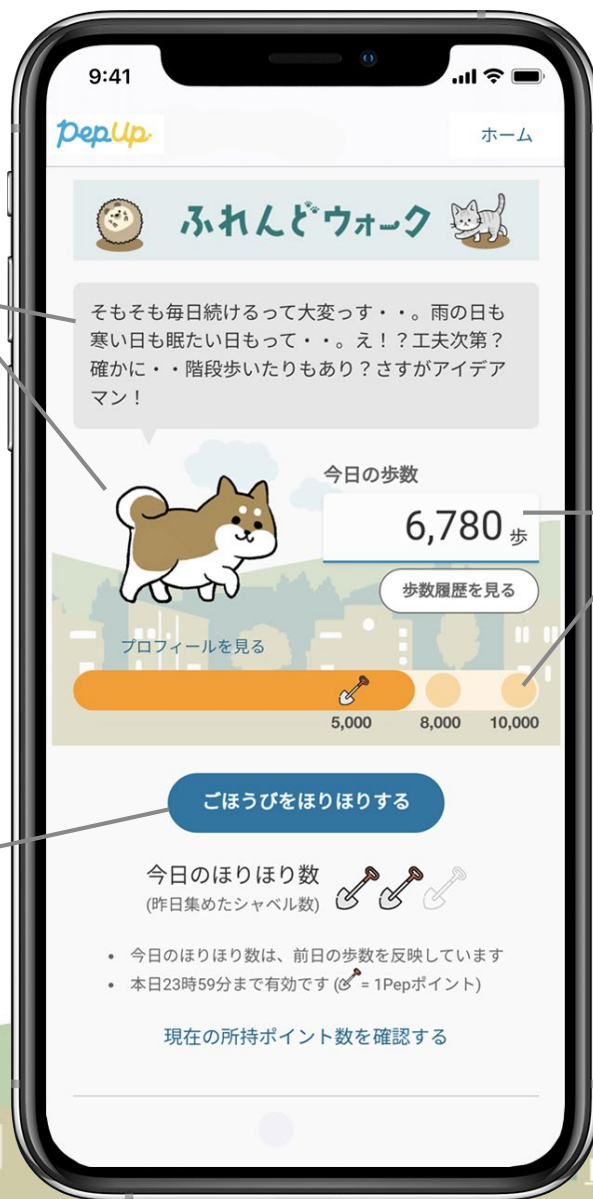 9:41
PepUp
ホーム
ふれんどウォーク
そもそも毎日続けるって大変っす・・。雨の日も
寒い日も眠たい日もって・・。え!?工夫次第?
確かに・・階段歩いたりもあり?さすがアイデア
マン!
今日の歩数
6,780 歩
歩数履歴を見る
プロフィールを見る
5,000 8,000 10,000
ごほうびをほりほりする
今日のほりほり数
(昨日集めたシャベル数)
• 今日のほりほり数は、前日の歩数を反映しています
• 本日23時59分まで有効です ( = 1Pepポイント)
現在の所持ポイント数を確認する